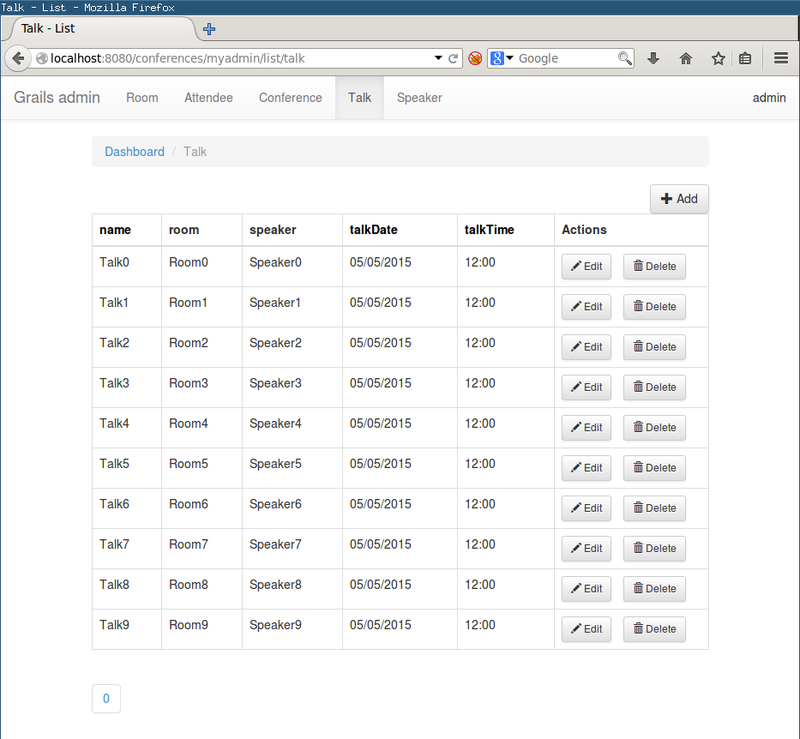 Talk - List - Mozilla Firefox
Talk - List
localhost:8080/conferences/myadmin/list/talk
8 Google
Grails admin Room Attendee Conference Talk Speaker admin
Dashboard / Talk
Add
name room speaker talkDate talkTime Actions
Talk0 Room0 Speaker0 05/05/2015 12:00 Edit Delete
Talk1 Room1 Speaker1 05/05/2015 12:00 Edit Delete
Talk2 Room2 Speaker2 05/05/2015 12:00 Edit Delete
Talk3 Room3 Speaker3 05/05/2015 12:00 Edit Delete
Talk4 Room4 Speaker4 05/05/2015 12:00 Edit Delete
Talk5 Room5 Speaker5 05/05/2015 12:00 Edit Delete
Talk6 Room6 Speaker6 05/05/2015 12:00 Edit Delete
Talk7 Room7 Speaker7 05/05/2015 12:00 Edit Delete
Talk8 Room8 Speaker8 05/05/2015 12:00 Edit Delete
Talk9 Room9 Speaker9 05/05/2015 12:00 Edit Delete
0